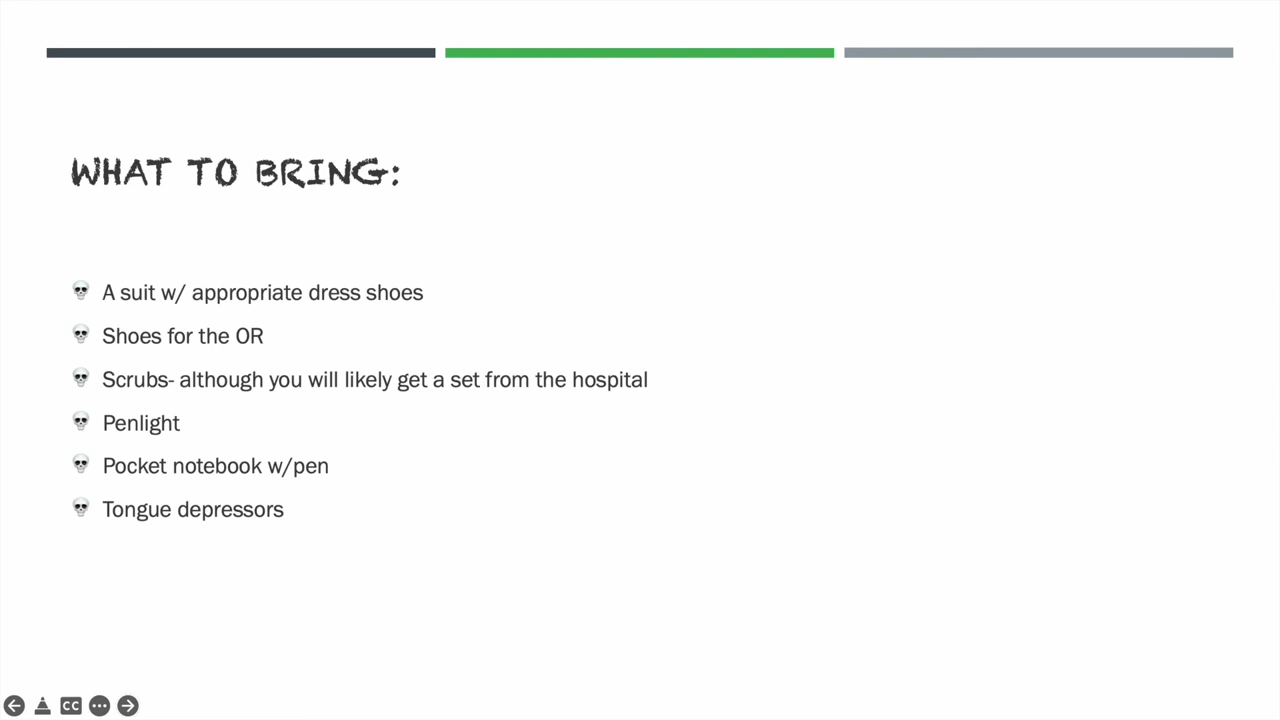 WHAT TO BRING:
A suit w/ appropriate dress shoes
Shoes for the OR
Scrubs- although you will likely get a set from the hospital
Penlight
Pocket notebook w/pen
Tongue depressors
CC